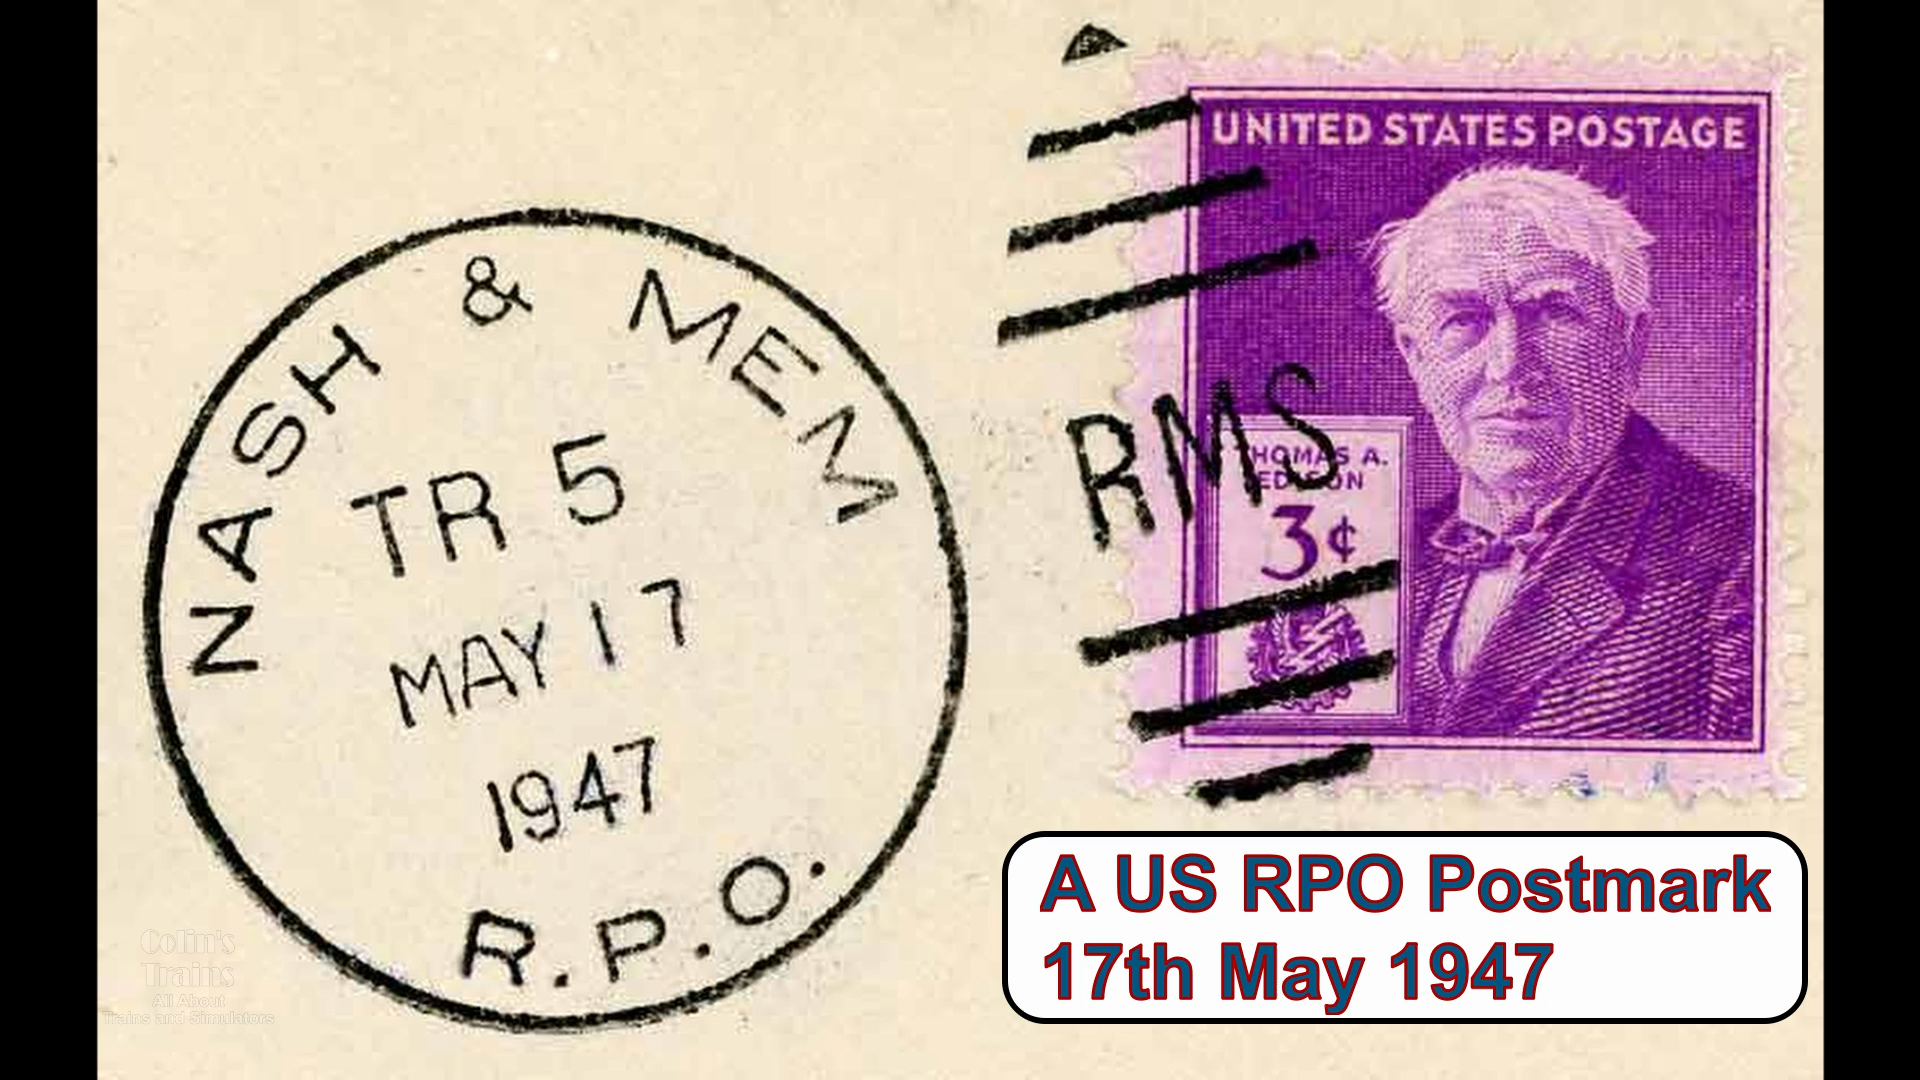 NASH & MEM
TR 5
MAY 17
1947
R.P.O.
RMS
UNITED STATES POSTAGE
THOMAS A.
EDISON
3¢
A US RPO Postmark
17th May 1947
Colin's
Trains
All About
Trains and Simulators